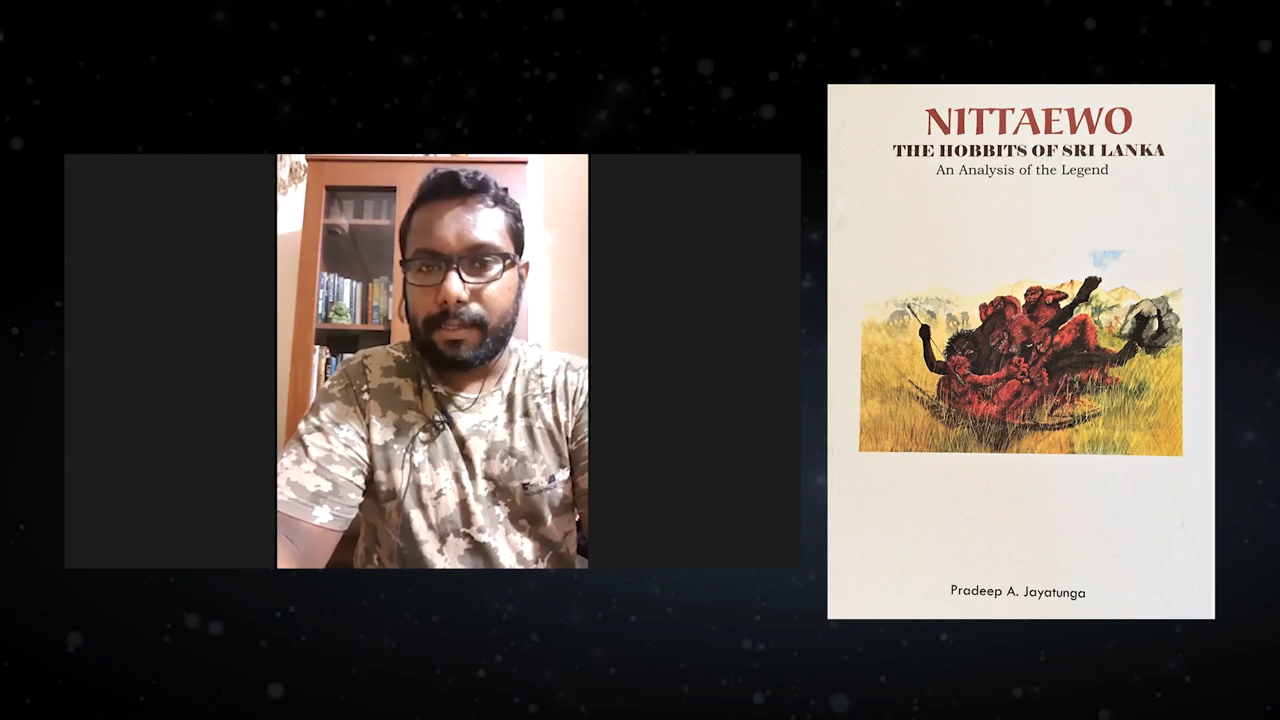 NITTAEWO
THE HOBBITS OF SRI LANKA
An Analysis of the Legend
Pradeep A. Jayatunga